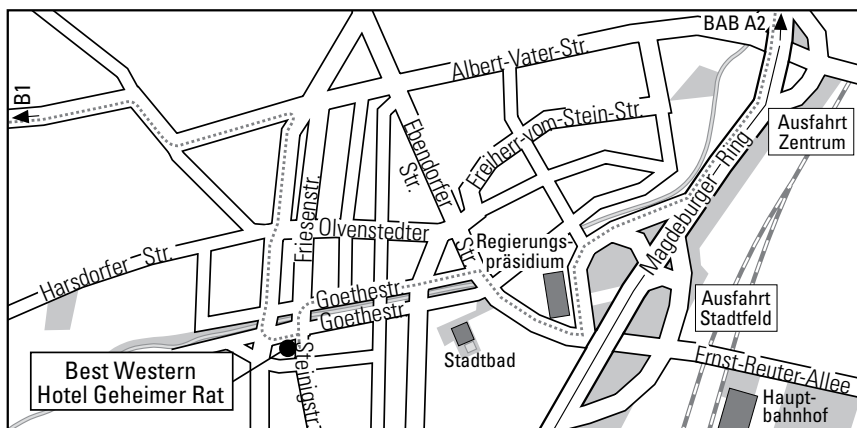 BAB A2
B1
Albert-Vater-Str.
Ebendorfer
Str.
Freiherr-vom-Stein-Str.
Ausfahrt
Zentrum
Magdeburger-Ring
Friesenstr.
Olvenstedter
Str.
Harsdorfer Str.
Regierungs-
präsidium
Goethestr.
Goethestr.
Ausfahrt
Stadtfeld
Stadtbad
Steinigstr.
Best Western
Hotel Geheimer Rat
Ernst-Reuter-Allee
Haupt-
bahnhof